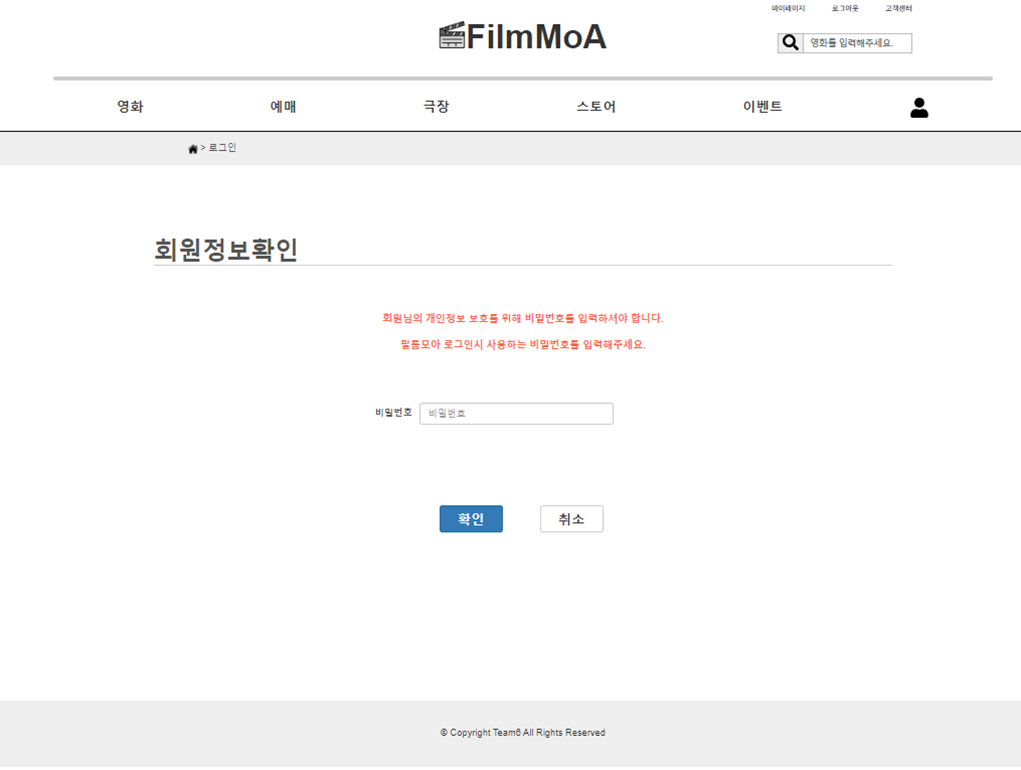 마이페이지 로그아웃 고객센터
FilmMoA
영화를 입력해주세요.
영화 예매 극장 스토어 이벤트
> 로그인
회원정보확인
회원님의 개인정보 보호를 위해 비밀번호를 입력하셔야 합니다.
필름모아 로그인시 사용하는 비밀번호를 입력해주세요.
비밀번호 비밀번호
확인 취소
© Copyright Team6 All Rights Reserved